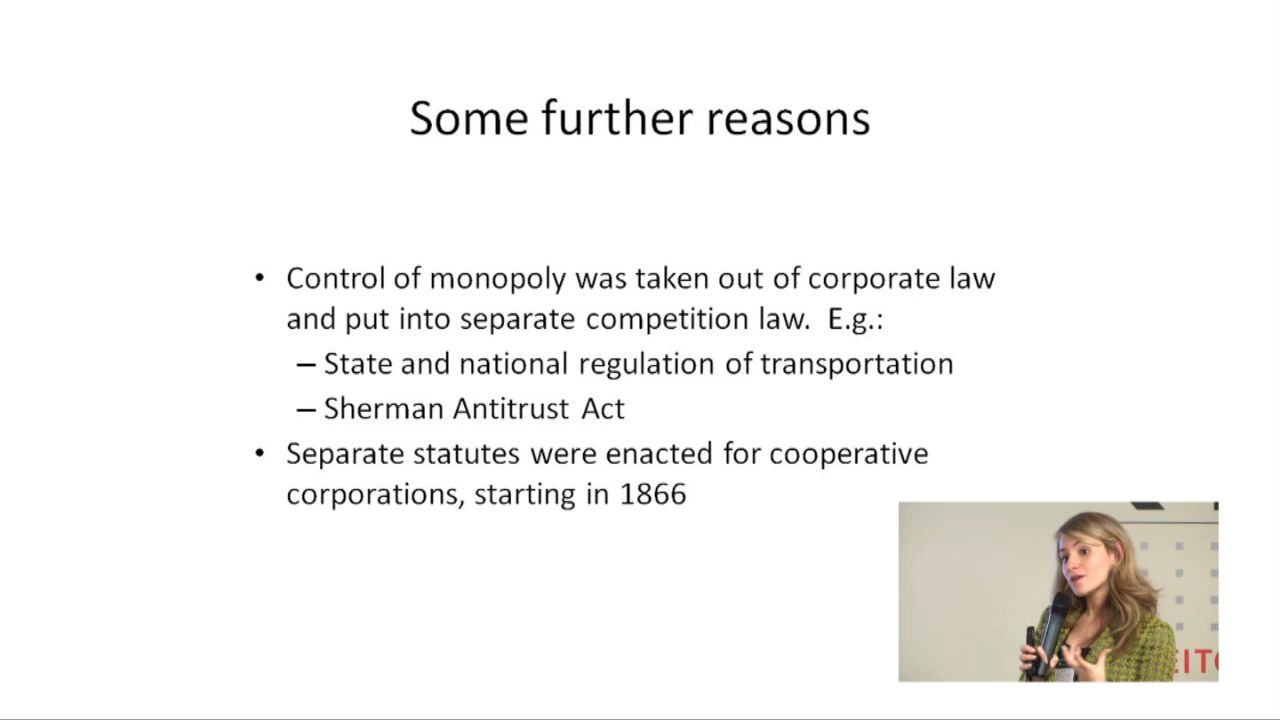 Some further reasons
• Control of monopoly was taken out of corporate law
and put into separate competition law.  E.g.:
– State and national regulation of transportation
– Sherman Antitrust Act
• Separate statutes were enacted for cooperative
corporations, starting in 1866